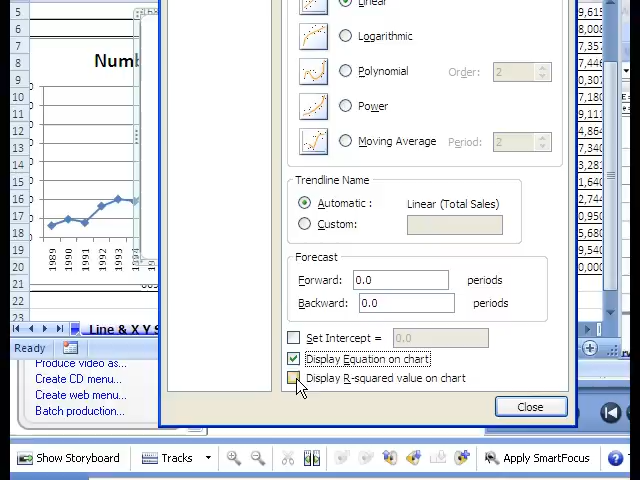 5
6
7
8
9
10
11
12
13
14
15
16
17
18
19
20
21
22
23
Numb
1989
1990
1991
1992
1993
Linear
Logarithmic
Polynomial Order: 2
Power
Moving Average Period: 2
Trendline Name
Automatic : Linear (Total Sales)
Custom:
Forecast
Forward: 0.0 periods
Backward: 0.0 periods
Set Intercept = 0.0
Display Equation on chart
Display R-squared value on chart
Close
Line & X Y S
Ready
Produce video as...
Create CD menu...
Create web menu...
Batch production...
Show Storyboard Tracks Apply SmartFocus